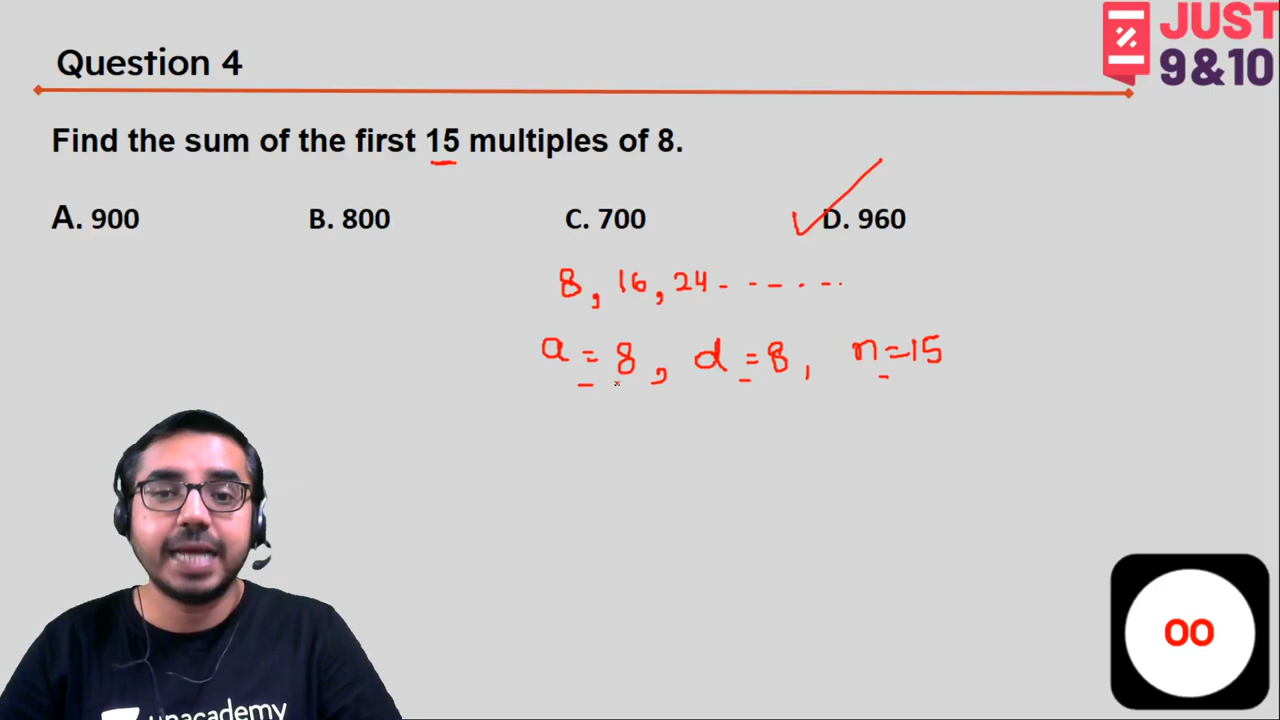 JUST
9&10
Question 4
Find the sum of the first 15 multiples of 8.
A. 900 B. 800 C. 700 D. 960
8, 16, 24 - - - . - .
a = 8, d = 8, n = 15
unacademy
00